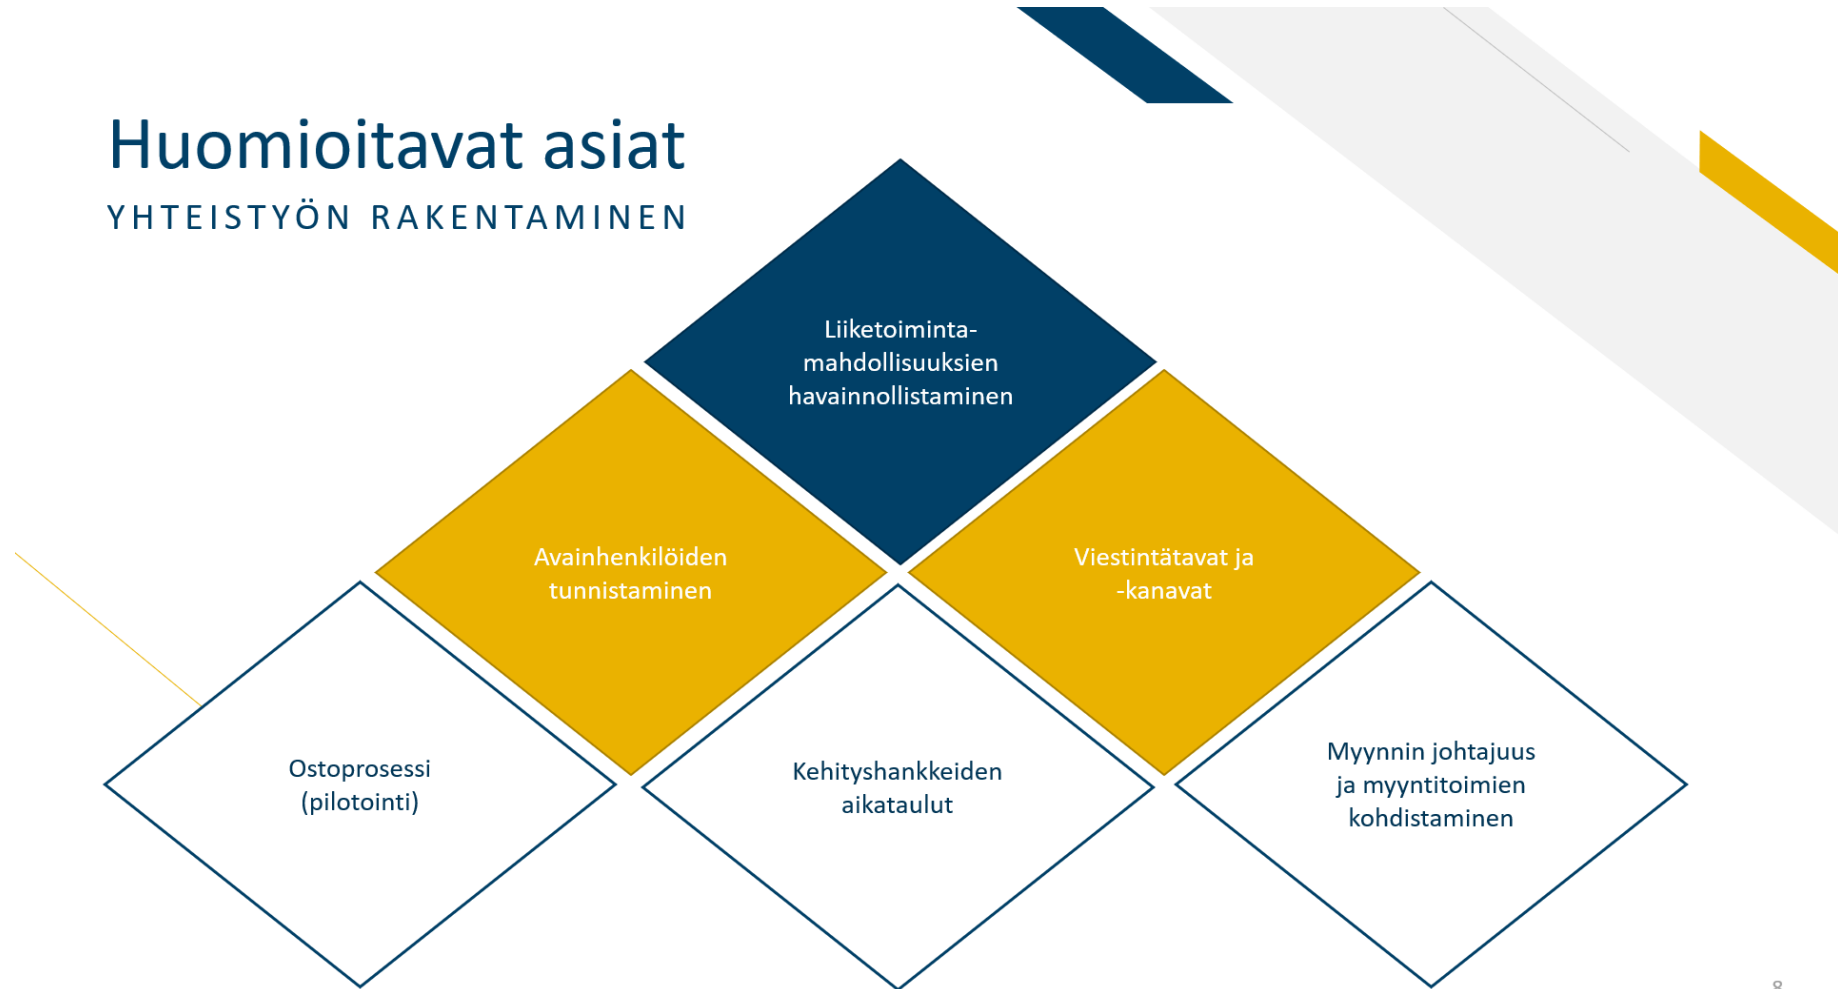 Huomioitavat asiat
YHTEISTYÖN RAKENTAMINEN
Liiketoiminta-
mahdollisuuksien
havainnollistaminen
Avainhenkilöiden
tunnistaminen
Viestintätavat ja
-kanavat
Ostoprosessi
(pilotointi)
Kehityshankkeiden
aikataulut
Myynnin johtajuus
ja myyntitoimien
kohdistaminen
8